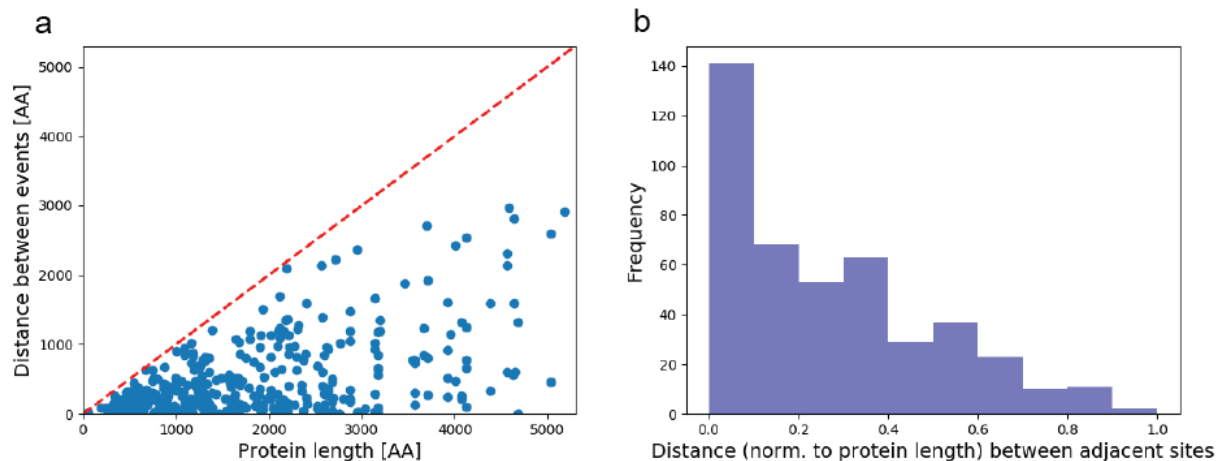 a
5000
4000
3000
2000
1000
0
Distance between events [AA]
0 1000 2000 3000 4000 5000
Protein length [AA]
b
140
120
100
80
60
40
20
0
Frequency
0.0 0.2 0.4 0.6 0.8 1.0
Distance (norm. to protein length) between adjacent sites